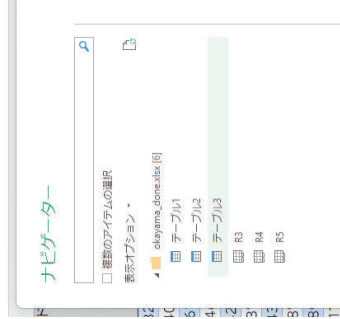 ナビゲーター
複数のアイテムの選択
表示オプション
okayama_done.xlsx [6]
テーブル1
テーブル2
テーブル3
R3
R4
R5